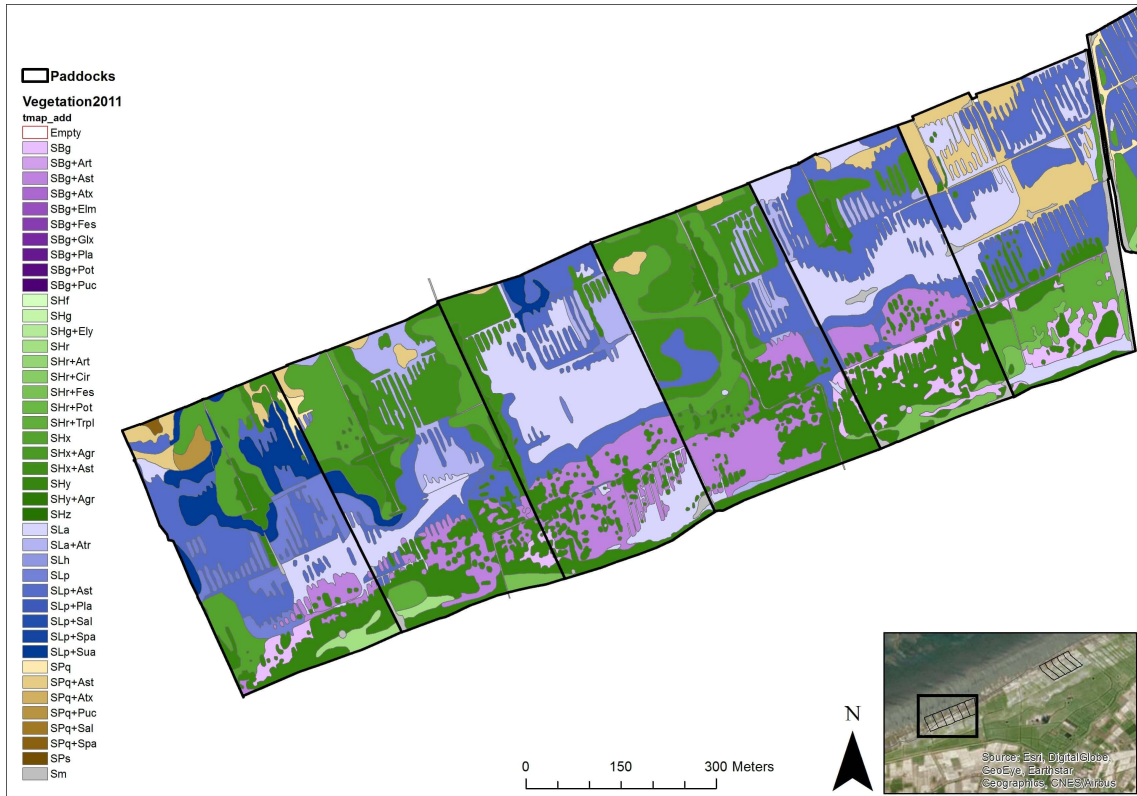 Paddocks
Vegetation2011
tmap_add
Empty
SBg
SBg+Art
SBg+Ast
SBg+Atx
SBg+Elm
SBg+Fes
SBg+Glx
SBg+Pla
SBg+Pot
SBg+Puc
SHf
SHg
SHg+Ely
SHr
SHr+Art
SHr+Cir
SHr+Fes
SHr+Pot
SHr+Trpl
SHx
SHx+Agr
SHx+Ast
SHy
SHy+Agr
SHz
SLa
SLa+Atr
SLh
SLp
SLp+Ast
SLp+Pla
SLp+Sal
SLp+Spa
SLp+Sua
SPq
SPq+Ast
SPq+Atx
SPq+Puc
SPq+Sal
SPq+Spa
SPs
Sm
0 150 300 Meters
N
Source: Esri, DigitalGlobe,
GeoEye, Earthstar
Geographics, CNES/Airbus